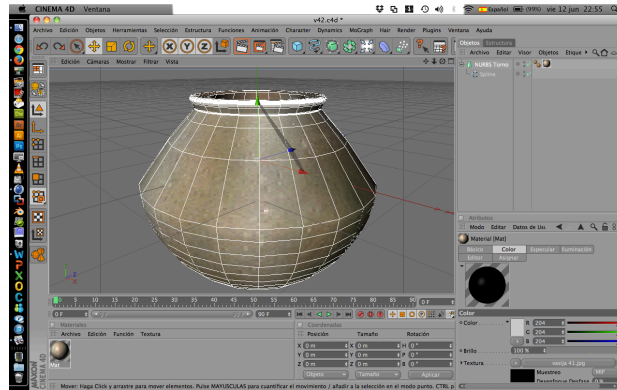 CINEMA 4D Ventana
Español (99%) vie 12 jun 22:55
v42.c4d *
Archivo Edición Objetos Herramientas Selección Estructura Funciones Animación Character Dynamics MoGraph Hair Render Plugins Ventana Ayuda
Objetos Estructura
Archivo Editar Visor Objetos Etique
Edición Cámaras Mostrar Filtrar Vista
NURBS Torno
Spline
Atributos
Modo Editar
Material [Mat]
Básico Color Especular Iluminación
Editor Asignar
0 5 10 15 20 25 30 35 40 45 50 55 60 65 70 75 80 85 90 0 F
0 F 90 F
Color
Color R 204
G 204
B 204
Brillo 100 %
Textura vasija 41.jpg
Muestreo MIP
Materiales
Archivo Edición Función Textura
Mat
Coordenadas
Posición Tamaño Rotación
X 0 m X 0 m H 0 °
Y 0 m Y 0 m P 0 °
Z 0 m Z 0 m B 0 °
Objeto Tamaño Aplicar
MAXON CINEMA 4D
Mover: Haga Click y arrastre para mover elementos. Pulse MAYUSCULAS para cuantificar el movimiento / añadir a la selección en el modo punto. CTRL p